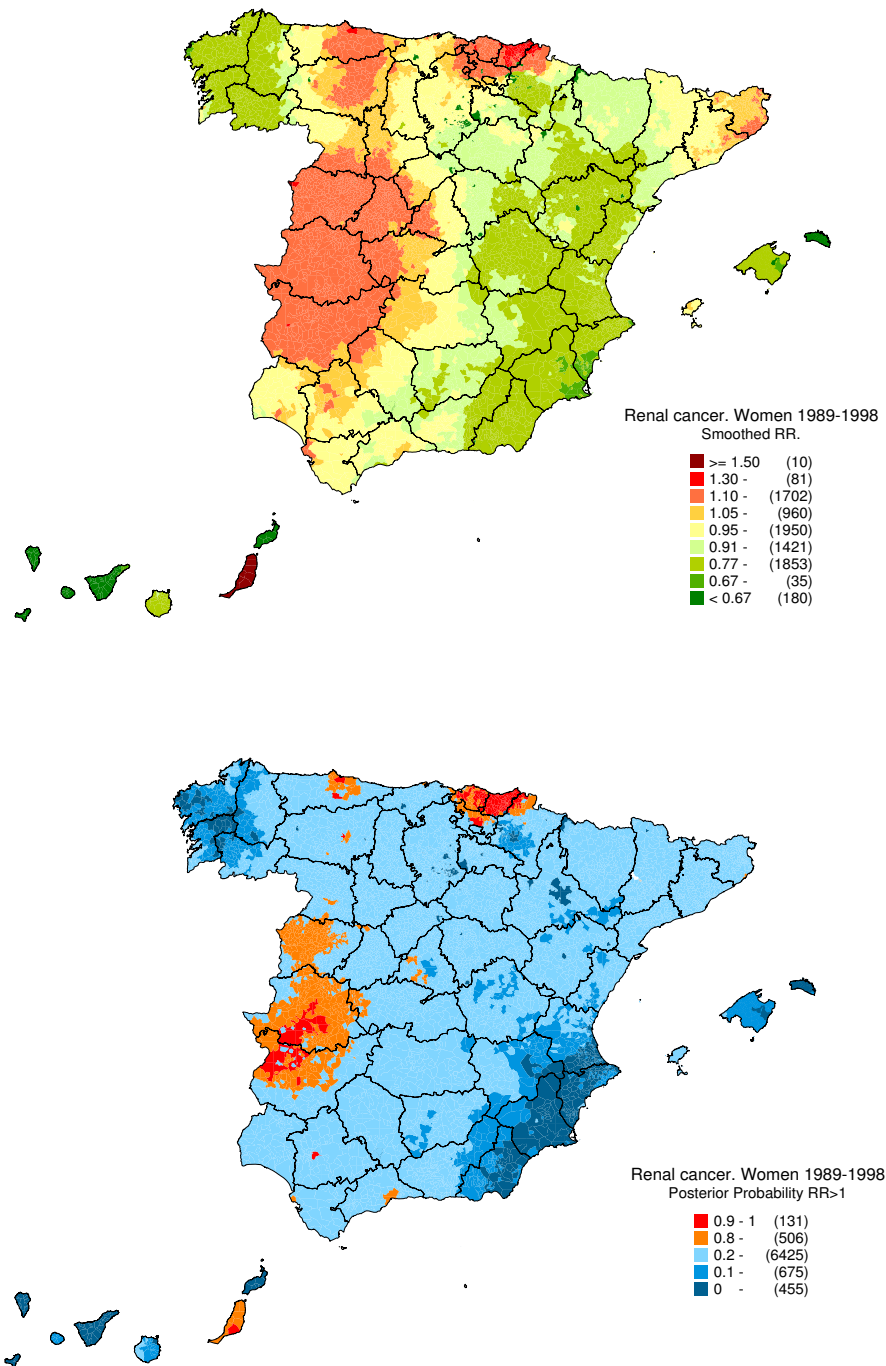 Renal cancer. Women 1989-1998
Smoothed RR.
>= 1.50 (10)
1.30 - (81)
1.10 - (1702)
1.05 - (960)
0.95 - (1950)
0.91 - (1421)
0.77 - (1853)
0.67 - (35)
< 0.67 (180)
Renal cancer. Women 1989-1998
Posterior Probability RR>1
0.9 - 1 (131)
0.8 - (506)
0.2 - (6425)
0.1 - (675)
0 - (455)